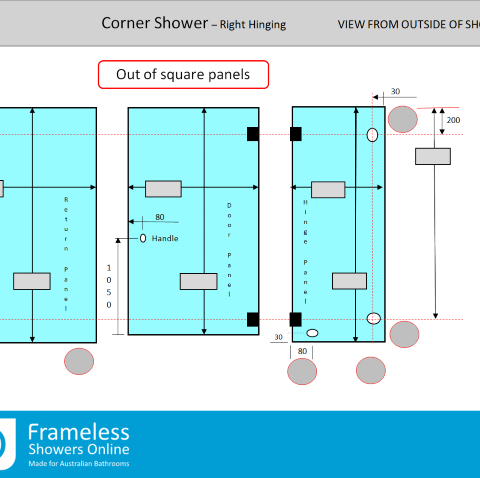 Corner Shower – Right Hinging
VIEW FROM OUTSIDE OF
Out of square panels
30
200
Return Panel
Door Panel
Hinge Panel
80
Handle
1050
30
80
Frameless
Showers Online
Made for Australian Bathrooms